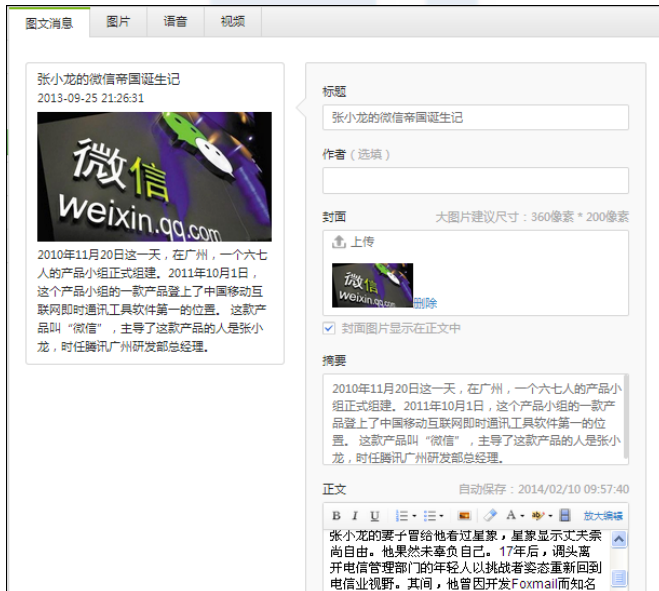 图文消息 图片 语音 视频
张小龙的微信帝国诞生记
2013-09-25 21:26:31
微信
weixin.qq.com
2010年11月20日这一天，在广州，一个六七
人的产品小组正式组建。2011年10月1日，
这个产品小组的一款产品登上了中国移动互
联网即时通讯工具软件第一的位置。 这款产
品叫“微信”，主导了这款产品的人是张小
龙，时任腾讯广州研发部总经理。
标题
张小龙的微信帝国诞生记
作者（选填）
封面 大图片建议尺寸：360像素 * 200像素
上传
微信
weixin.qq.com
删除
封面图片显示在正文中
摘要
2010年11月20日这一天，在广州，一个六七人的产品小
组正式组建。2011年10月1日，这个产品小组的一款产
品登上了中国移动互联网即时通讯工具软件第一的位
置。 这款产品叫“微信”，主导了这款产品的人是张小
龙，时任腾讯广州研发部总经理。
正文 自动保存：2014/02/10 09:57:40
B I U A 放大编辑
张小龙的妻子曾给他看过星象，星象显示丈夫崇
尚自由。他果然未辜负自己。17年后，调头离
开电信管理部门的年轻人以挑战者姿态重新回到
电信业视野。其间，他曾因开发Foxmail而知名